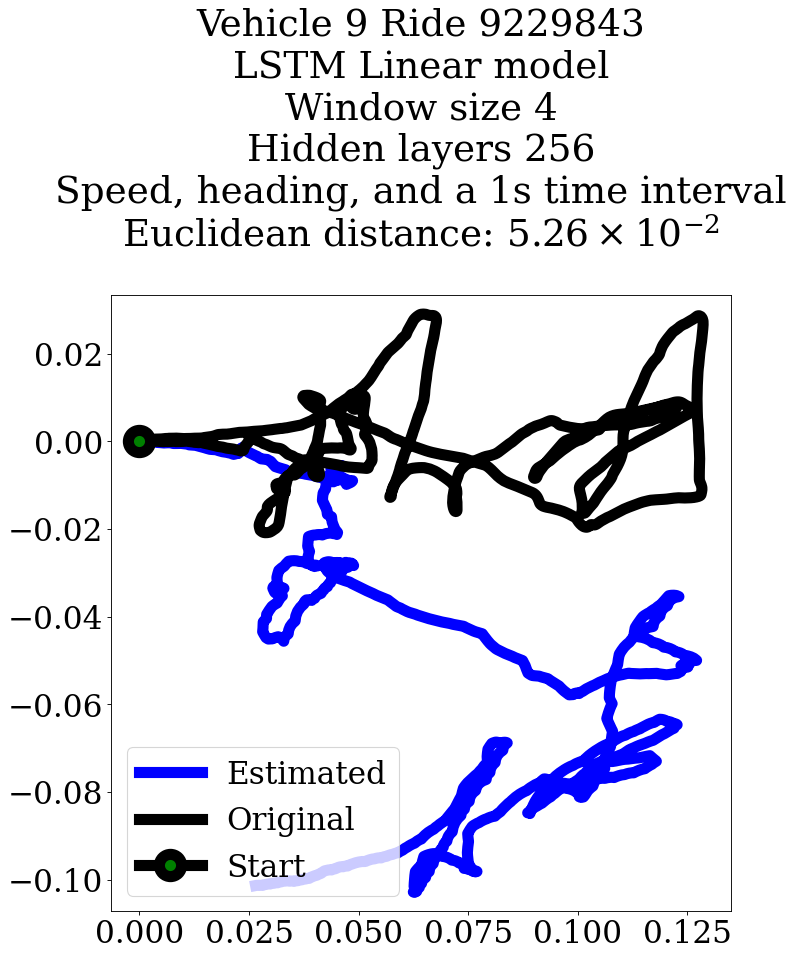 Vehicle 9 Ride 9229843
LSTM Linear model
Window size 4
Hidden layers 256
Speed, heading, and a 1s time interval
Euclidean distance: 5.26 × 10⁻²
0.02
0.00
−0.02
−0.04
−0.06
−0.08
−0.10
Estimated
Original
Start
0.000 0.025 0.050 0.075 0.100 0.125